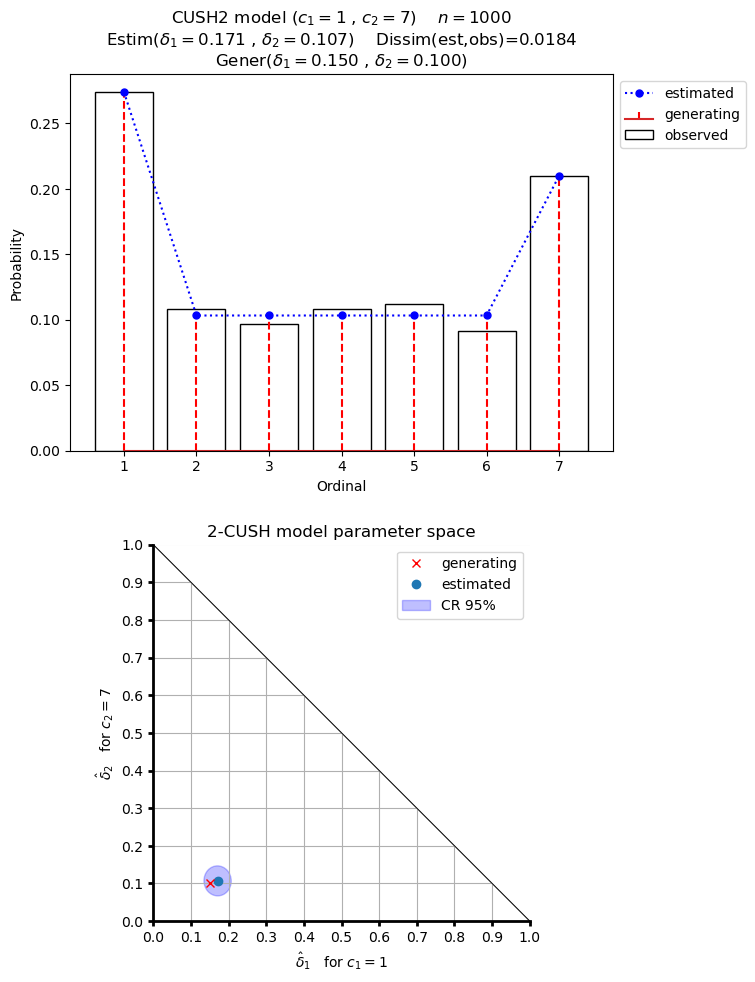 CUSH2 model (c₁ = 1 , c₂ = 7)    n = 1000
Estim(δ₁ = 0.171 , δ₂ = 0.107)    Dissim(est,obs)=0.0184
Gener(δ₁ = 0.150 , δ₂ = 0.100)
estimated
generating
observed
0.25
0.20
0.15
0.10
0.05
0.00
Probability
1 2 3 4 5 6 7
Ordinal
2-CUSH model parameter space
generating
estimated
CR 95%
1.0
0.9
0.8
0.7
0.6
0.5
0.4
0.3
0.2
0.1
0.0
δ̂₂   for c₂ = 7
0.0 0.1 0.2 0.3 0.4 0.5 0.6 0.7 0.8 0.9 1.0
δ̂₁   for c₁ = 1